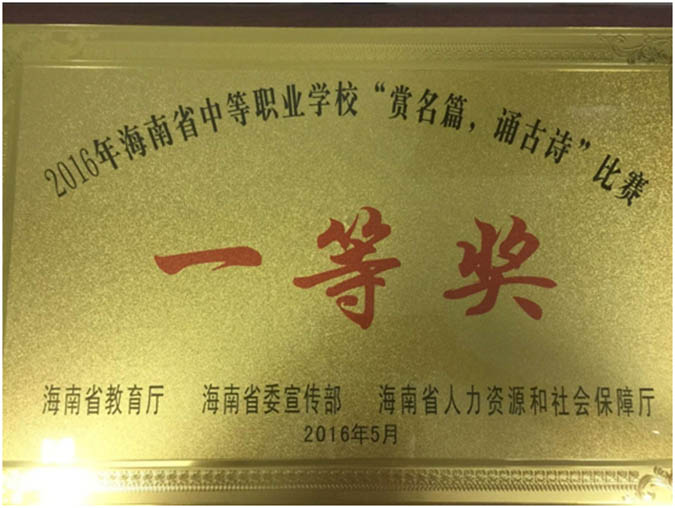 2016年海南省中等职业学校“赏名篇，诵古诗”比赛
一等奖
海南省教育厅 海南省委宣传部 海南省人力资源和社会保障厅
2016年5月